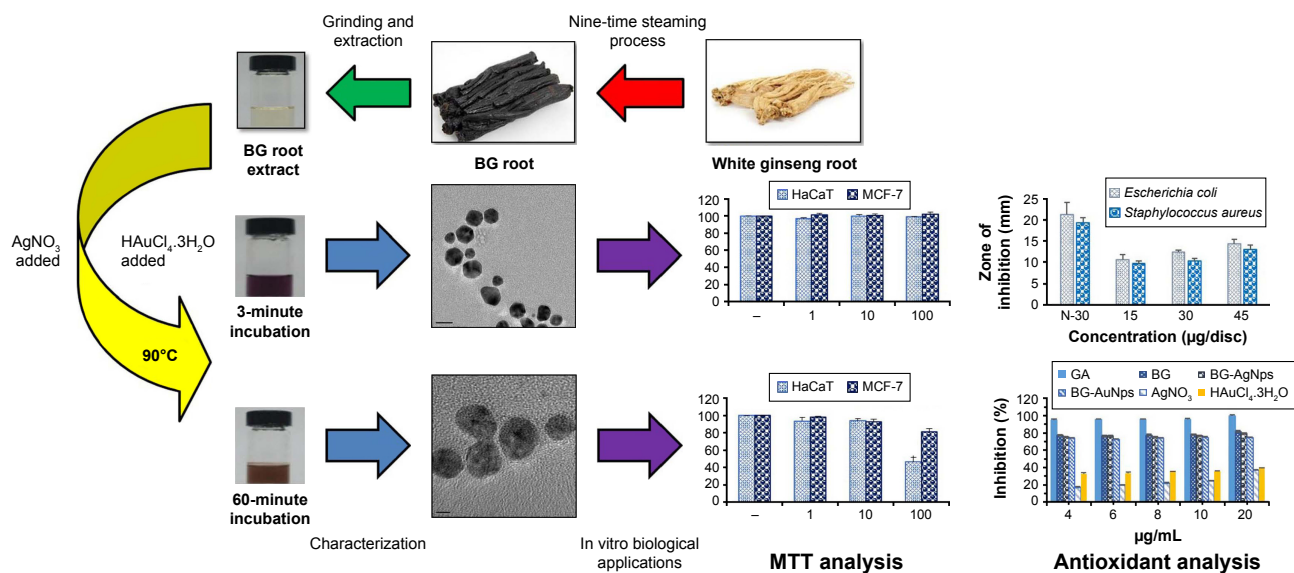 Grinding and
extraction
Nine-time steaming
process
BG root
extract
BG root
White ginseng root
AgNO₃
added
HAuCl₄.3H₂O
added
90°C
3-minute
incubation
60-minute
incubation
Characterization
In vitro biological
applications
HaCaT MCF-7
120
100
80
60
40
20
0
– 1 10 100
HaCaT MCF-7
120
100
80
60
40
20
0
– 1 10 100
MTT analysis
Escherichia coli
Staphylococcus aureus
Zone of
inhibition (mm)
25
20
15
10
5
0
N-30 15 30 45
Concentration (µg/disc)
GA BG BG-AgNps
BG-AuNps AgNO₃ HAuCl₄.3H₂O
Inhibition (%)
120
100
80
60
40
20
0
4 6 8 10 20
µg/mL
Antioxidant analysis